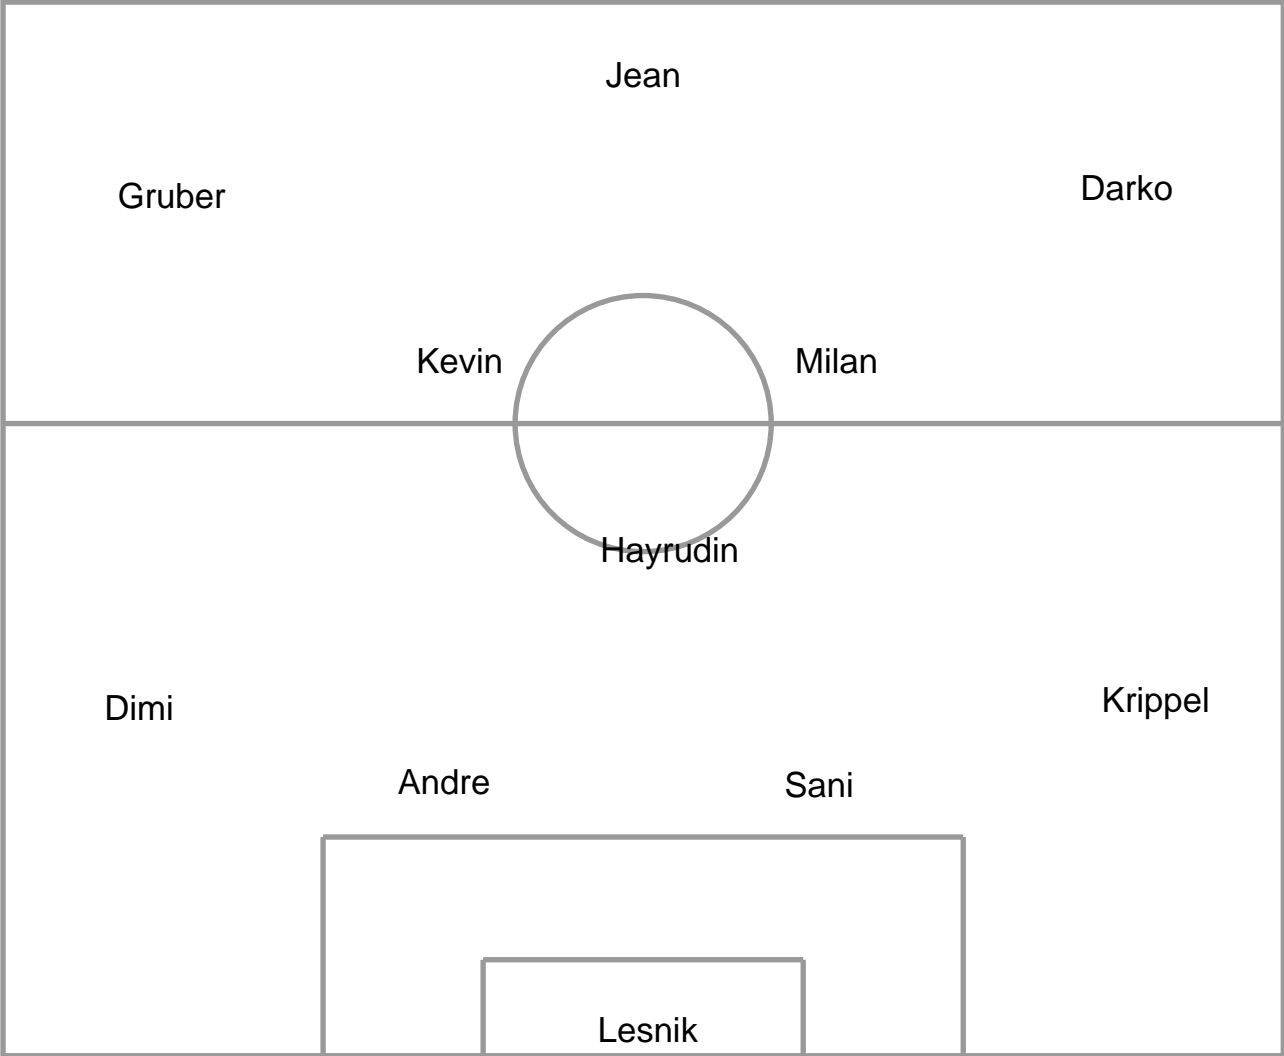 Jean
Gruber
Darko
Kevin
Milan
Hayrudin
Dimi
Krippel
Andre
Sani
Lesnik